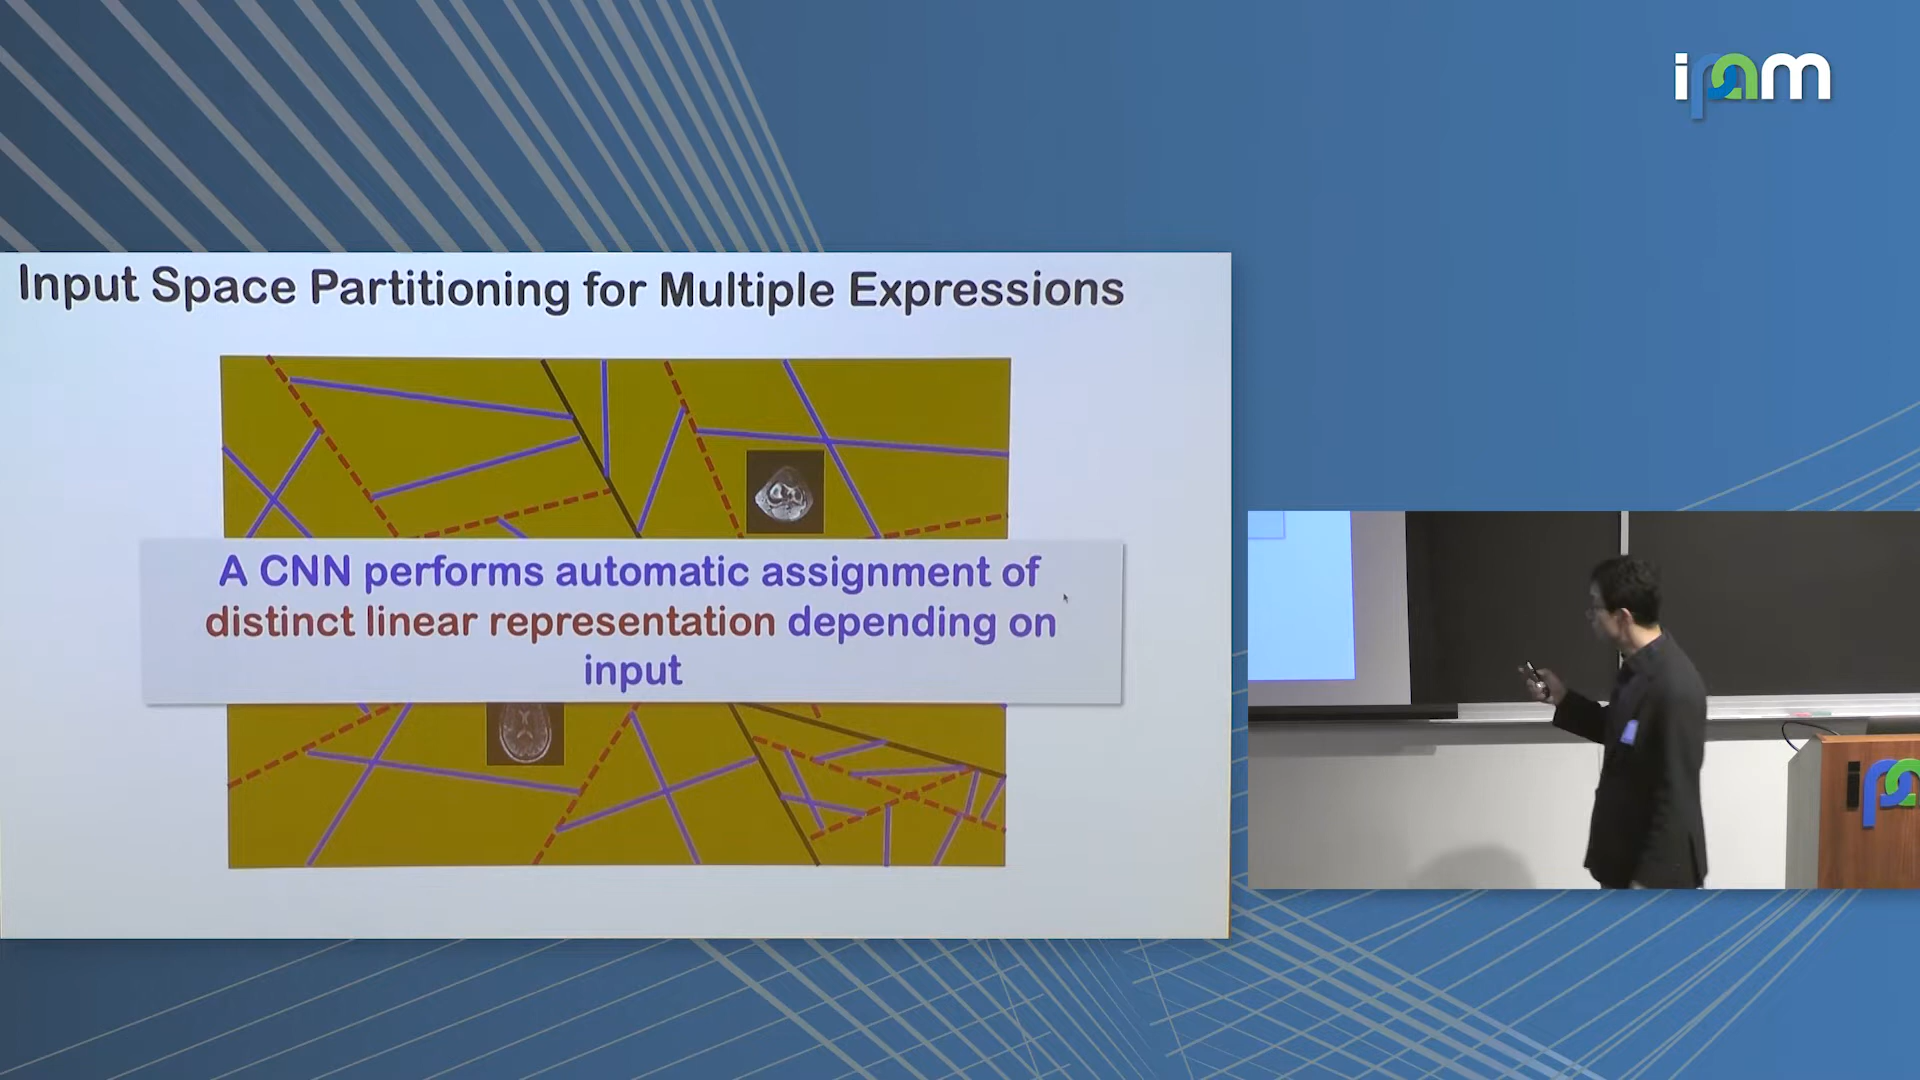 ipam
Input Space Partitioning for Multiple Expressions
A CNN performs automatic assignment of
distinct linear representation depending on
input